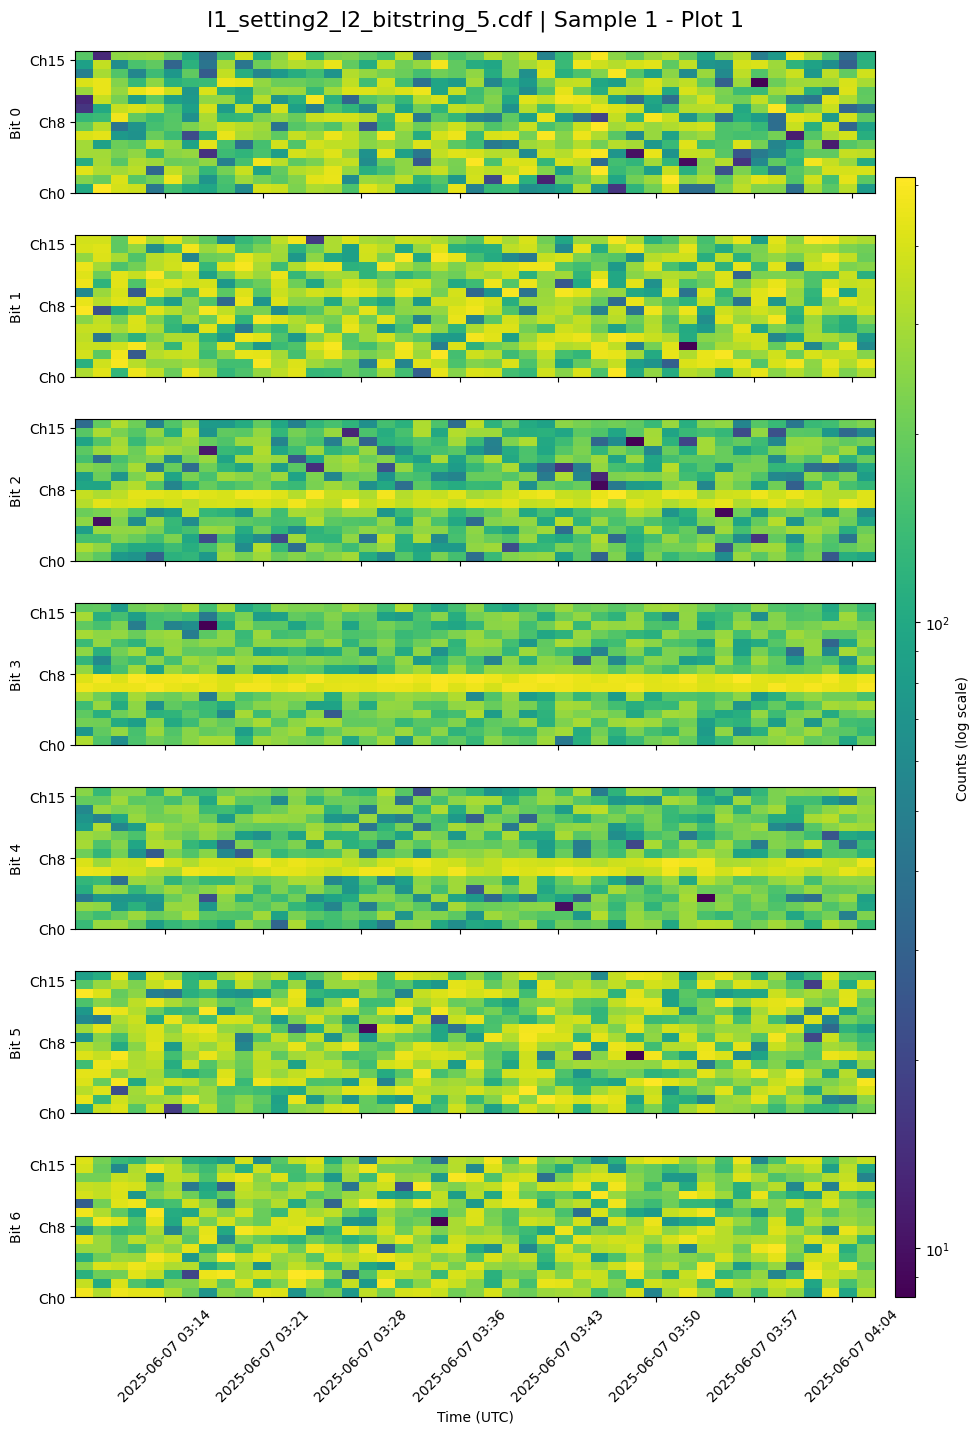 l1_setting2_l2_bitstring_5.cdf | Sample 1 - Plot 1
Bit 0
Ch15
Ch8
Ch0
Bit 1
Ch15
Ch8
Ch0
Bit 2
Ch15
Ch8
Ch0
Bit 3
Ch15
Ch8
Ch0
Bit 4
Ch15
Ch8
Ch0
Bit 5
Ch15
Ch8
Ch0
Bit 6
Ch15
Ch8
Ch0
2025-06-07 03:14
2025-06-07 03:21
2025-06-07 03:28
2025-06-07 03:36
2025-06-07 03:43
2025-06-07 03:50
2025-06-07 03:57
2025-06-07 04:04
Time (UTC)
10²
10¹
Counts (log scale)